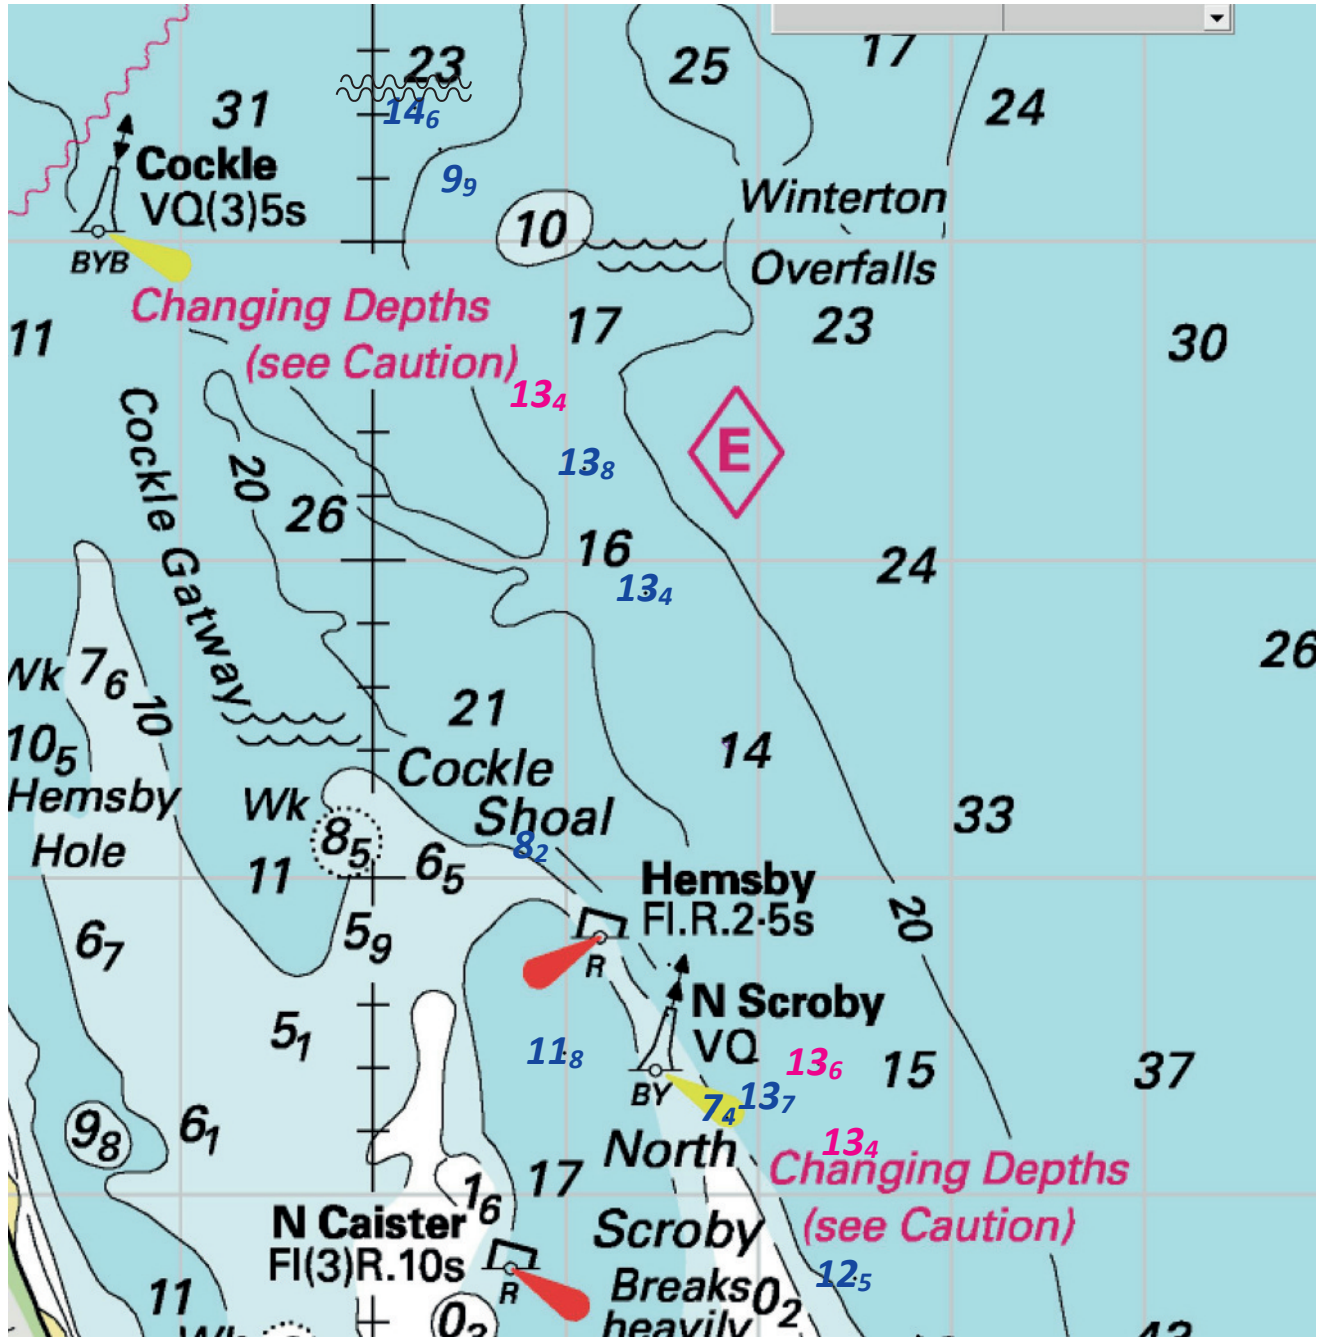 23
25
17
24
31
14₆
Cockle
VQ(3)5s
BYB
9₉
10
Winterton
Overfalls
Changing Depths
(see Caution)
11
17
23
30
13₄
13₈
E
Cockle Gatway
20
26
16
24
13₄
26
Wk
7₆
10
10₅
21
14
Hemsby
Hole
Cockle
Shoal
33
Wk
8₅
8₂
11
6₅
Hemsby
Fl.R.2·5s
R
20
6₇
5₉
N Scroby
VQ
BY
5₁
11₈
13₆
15
37
7₄
13₇
9₈
6₁
13₄
North
Scroby
Changing Depths
(see Caution)
17
1₆
N Caister
Fl(3)R.10s
R
12₅
Breaks
heavily
0₂
11